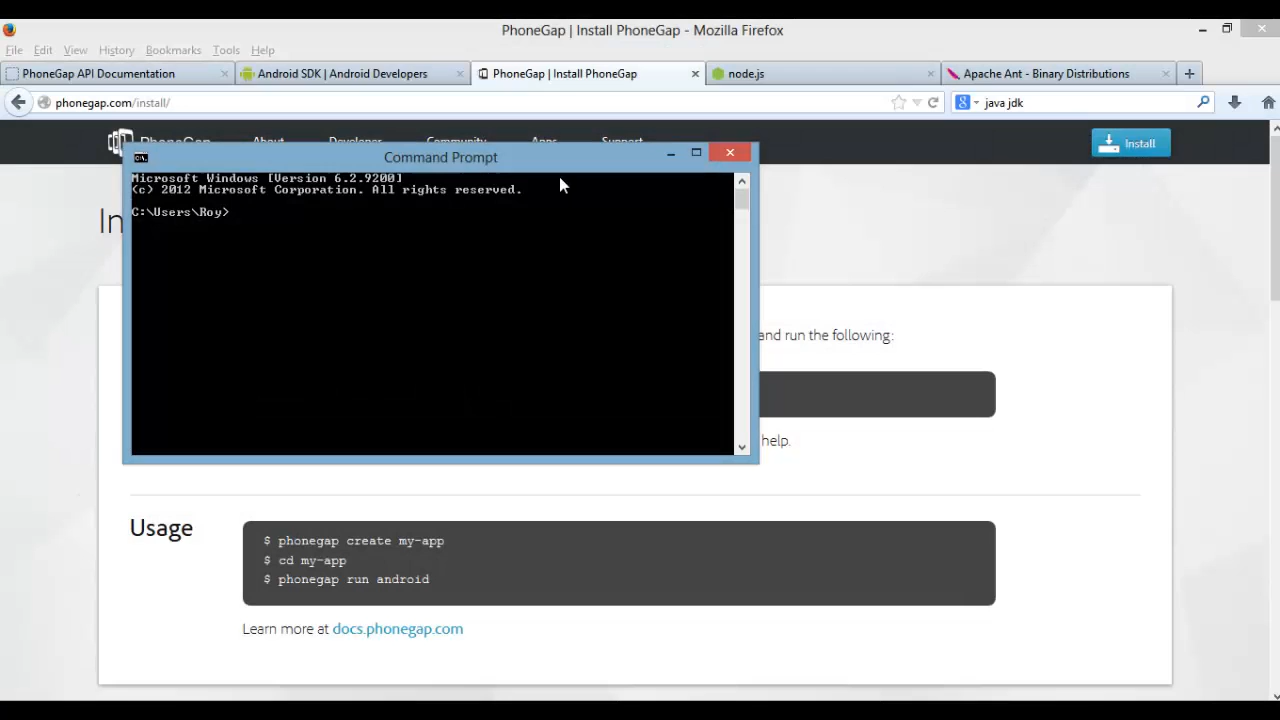 PhoneGap | Install PhoneGap - Mozilla Firefox
File Edit View History Bookmarks Tools Help
PhoneGap API Documentation × Android SDK | Android Developers × PhoneGap | Install PhoneGap × node.js × Apache Ant - Binary Distributions × +
phonegap.com/install/ java jdk
Install
Command Prompt
Microsoft Windows [Version 6.2.9200]
(c) 2012 Microsoft Corporation. All rights reserved.
C:\Users\Roy>
In
and run the following:
help.
Usage
$ phonegap create my-app
$ cd my-app
$ phonegap run android
Learn more at docs.phonegap.com